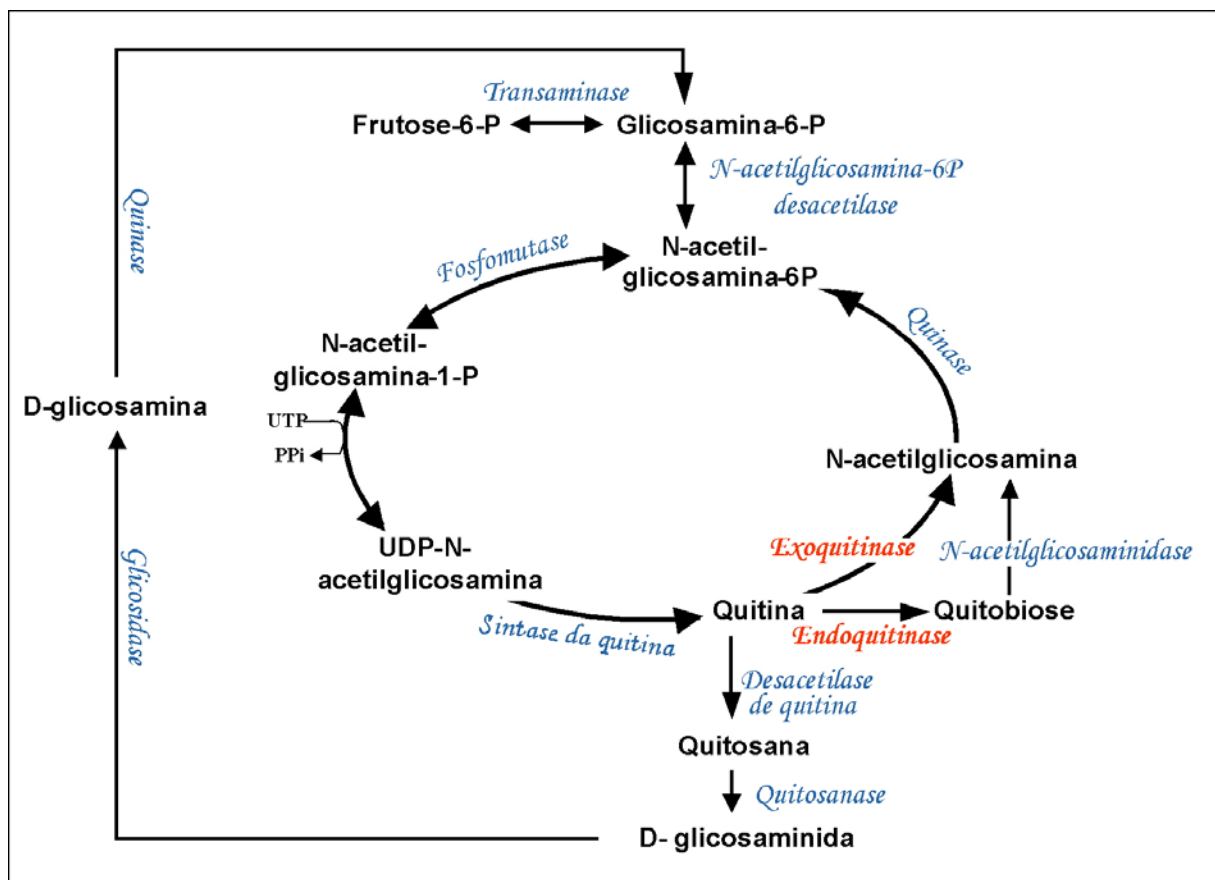 Transaminase
Frutose-6-P
Glicosamina-6-P
N-acetilglicosamina-6P
desacetilase
Quinase
Fosfomutase
N-acetil-
glicosamina-6P
Quinase
N-acetil-
glicosamina-1-P
D-glicosamina
UTP
PPi
N-acetilglicosamina
Glicosidase
UDP-N-
acetilglicosamina
Exoquitinase
N-acetilglicosaminidase
Sintase da quitina
Quitina
Quitobiose
Endoquitinase
Desacetilase
de quitina
Quitosana
Quitosanase
D- glicosaminida